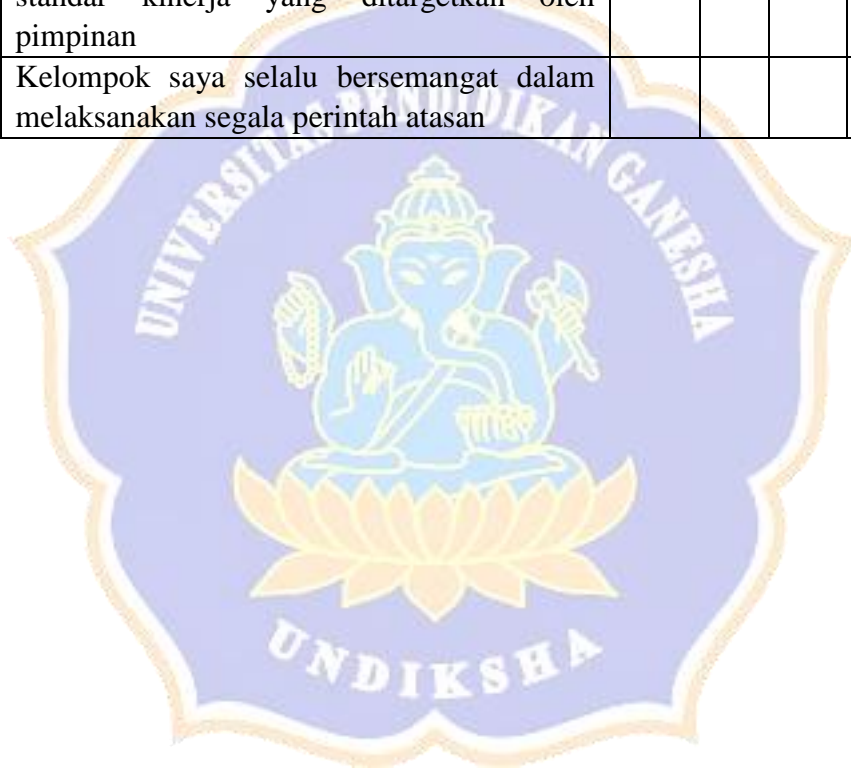 standar kinerja yang ditargetkan oleh
pimpinan
Kelompok saya selalu bersemangat dalam
melaksanakan segala perintah atasan
UNIVERSITAS PENDIDIKAN GANESHA
UNDIKSHA